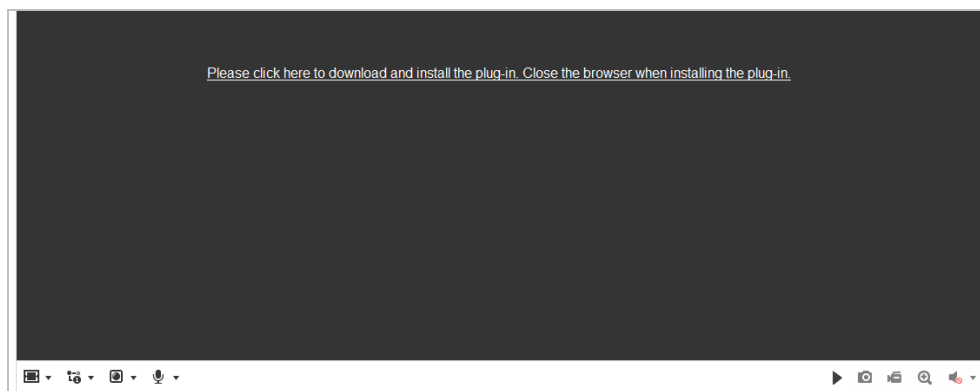 Please click here to download and install the plug-in. Close the browser when installing the plug-in.